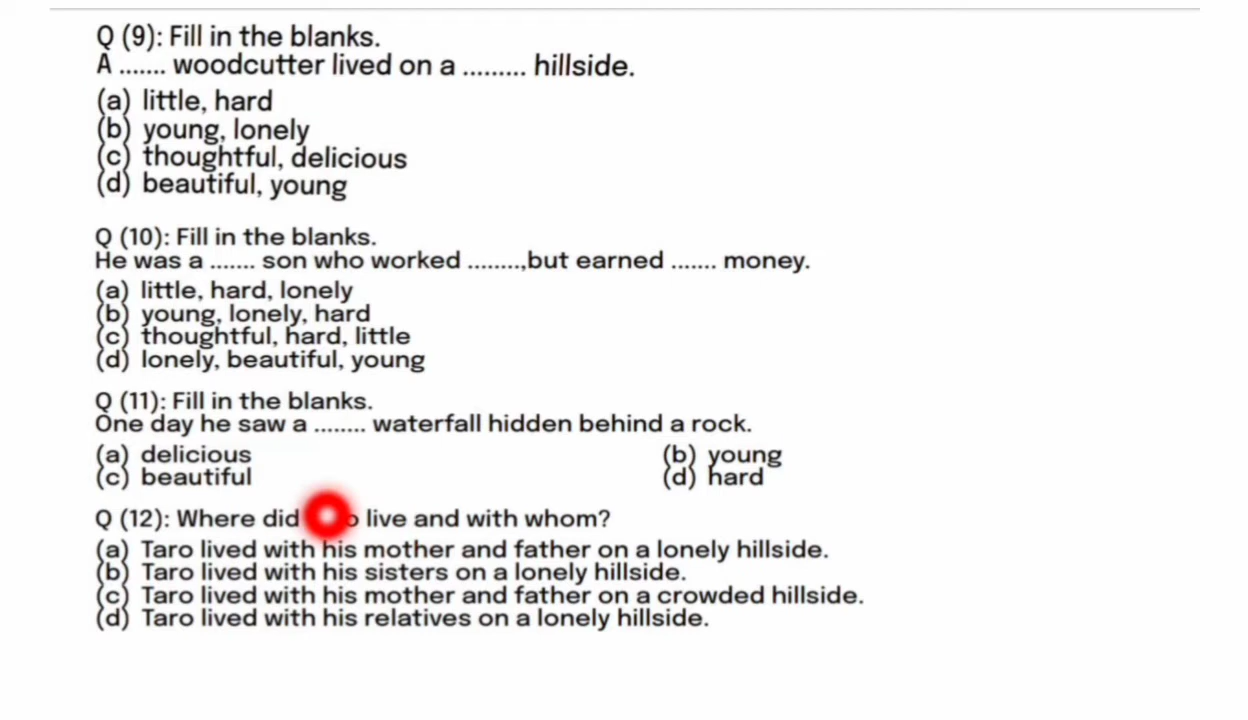 Q (9): Fill in the blanks.
A ....... woodcutter lived on a ......... hillside.
(a) little, hard
(b) young, lonely
(c) thoughtful, delicious
(d) beautiful, young
Q (10): Fill in the blanks.
He was a ....... son who worked ........,but earned ....... money.
(a) little, hard, lonely
(b) young, lonely, hard
(c) thoughtful, hard, little
(d) lonely, beautiful, young
Q (11): Fill in the blanks.
One day he saw a ........ waterfall hidden behind a rock.
(a) delicious (b) young
(c) beautiful (d) hard
Q (12): Where did live and with whom?
(a) Taro lived with his mother and father on a lonely hillside.
(b) Taro lived with his sisters on a lonely hillside.
(c) Taro lived with his mother and father on a crowded hillside.
(d) Taro lived with his relatives on a lonely hillside.